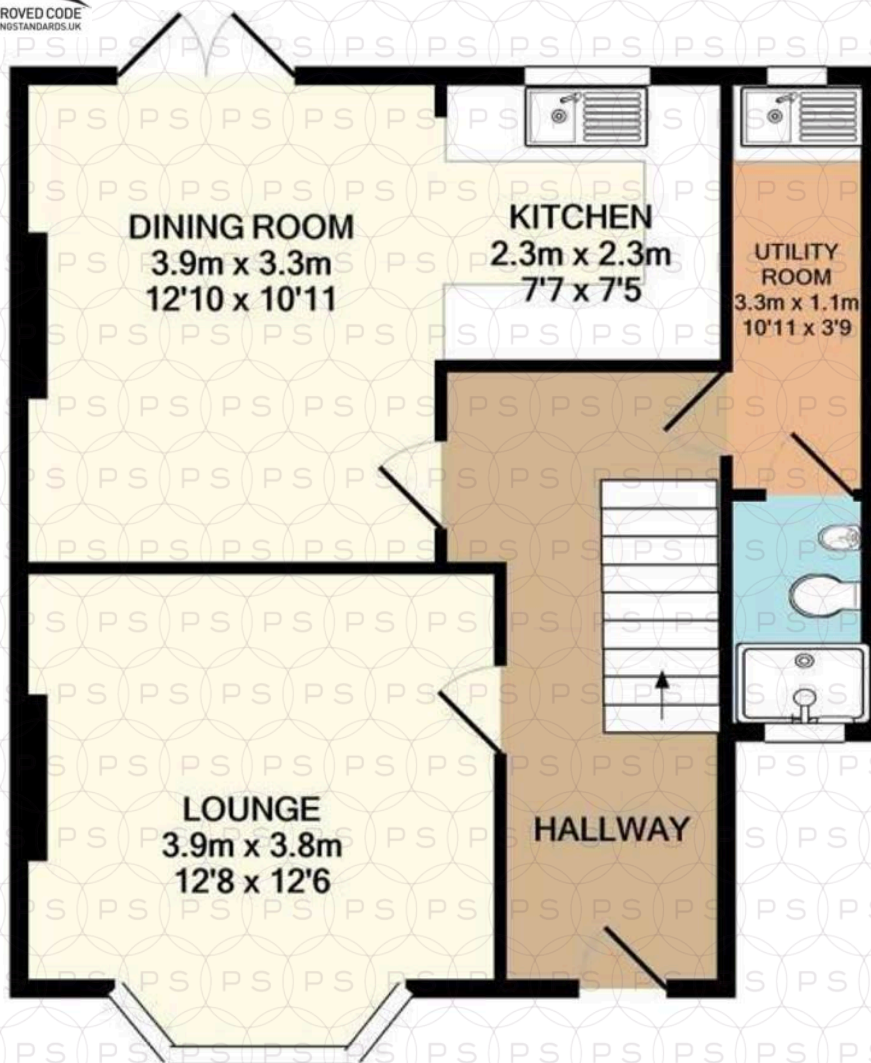 ROVED CODE
NGSTANDARDS.UK
DINING ROOM
3.9m x 3.3m
12'10 x 10'11
KITCHEN
2.3m x 2.3m
7'7 x 7'5
UTILITY
ROOM
3.3m x 1.1m
10'11 x 3'9
LOUNGE
3.9m x 3.8m
12'8 x 12'6
HALLWAY